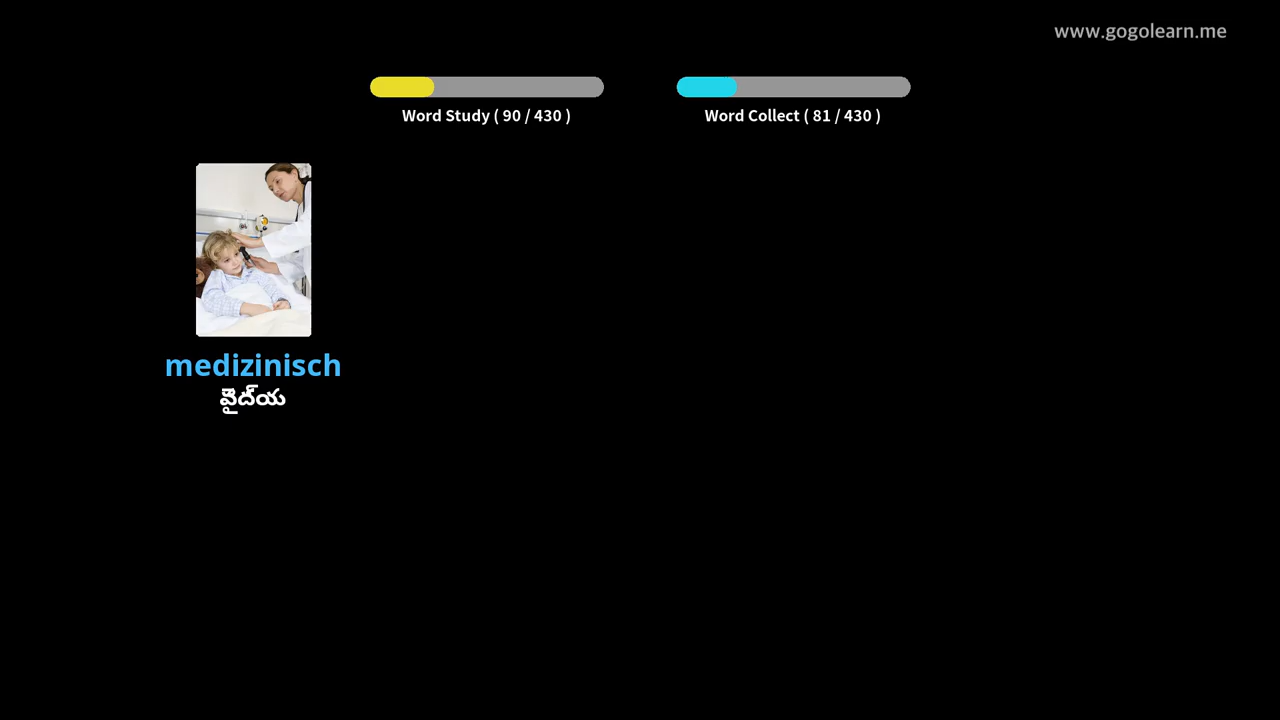 www.gogolearn.me
Word Study ( 90 / 430 )
Word Collect ( 81 / 430 )
medizinisch
వైద్య